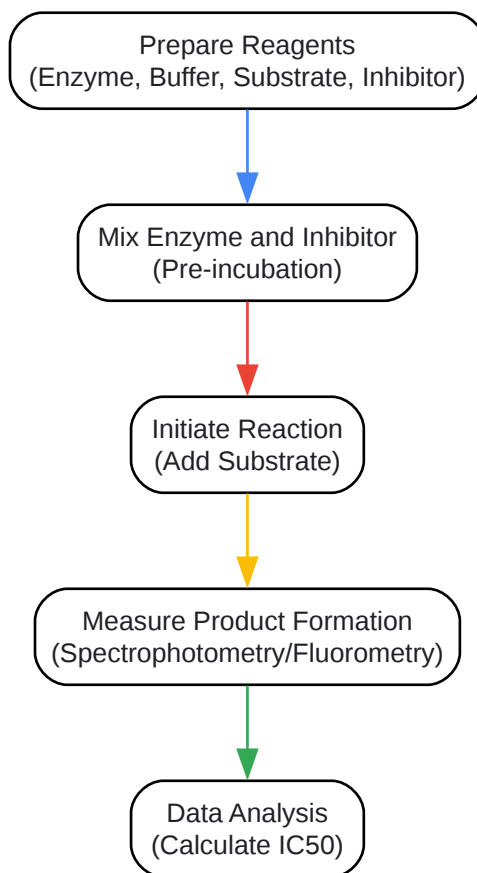 Prepare Reagents
(Enzyme, Buffer, Substrate, Inhibitor)
Mix Enzyme and Inhibitor
(Pre-incubation)
Initiate Reaction
(Add Substrate)
Measure Product Formation
(Spectrophotometry/Fluorometry)
Data Analysis
(Calculate IC50)